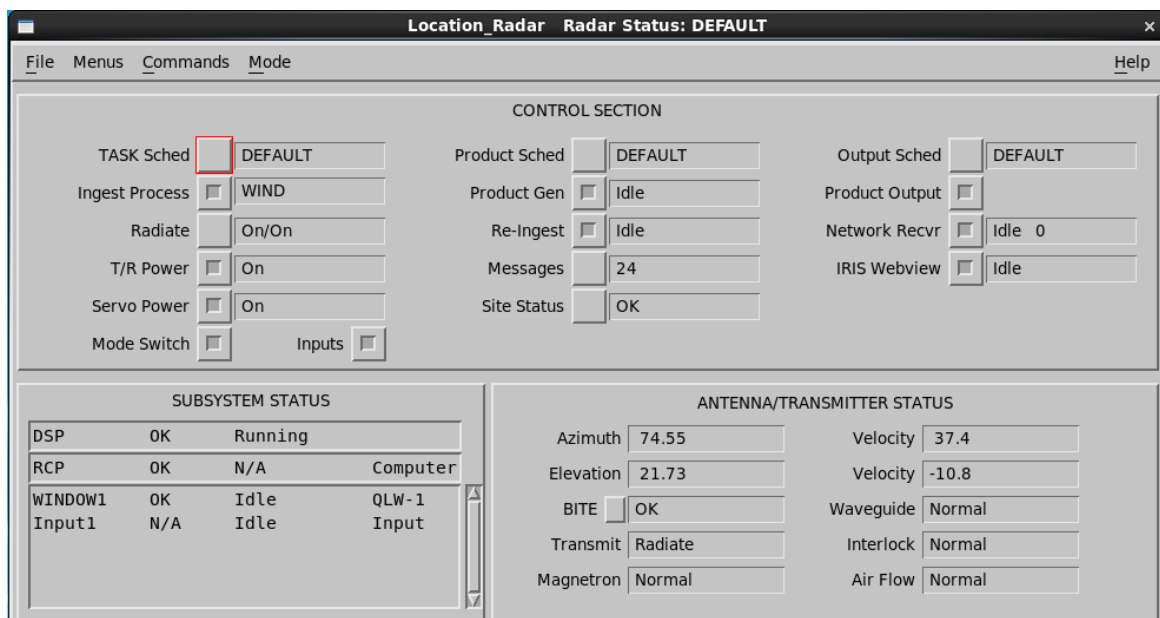 Location_Radar Radar Status: DEFAULT ×
File Menus Commands Mode Help
CONTROL SECTION
TASK Sched DEFAULT Product Sched DEFAULT Output Sched DEFAULT
Ingest Process WIND Product Gen Idle Product Output
Radiate On/On Re-Ingest Idle Network Recvr Idle 0
T/R Power On Messages 24 IRIS Webview Idle
Servo Power On Site Status OK
Mode Switch Inputs
SUBSYSTEM STATUS
DSP OK Running
RCP OK N/A Computer
WINDOW1 OK Idle QLW-1
Input1 N/A Idle Input
ANTENNA/TRANSMITTER STATUS
Azimuth 74.55 Velocity 37.4
Elevation 21.73 Velocity -10.8
BITE OK Waveguide Normal
Transmit Radiate Interlock Normal
Magnetron Normal Air Flow Normal